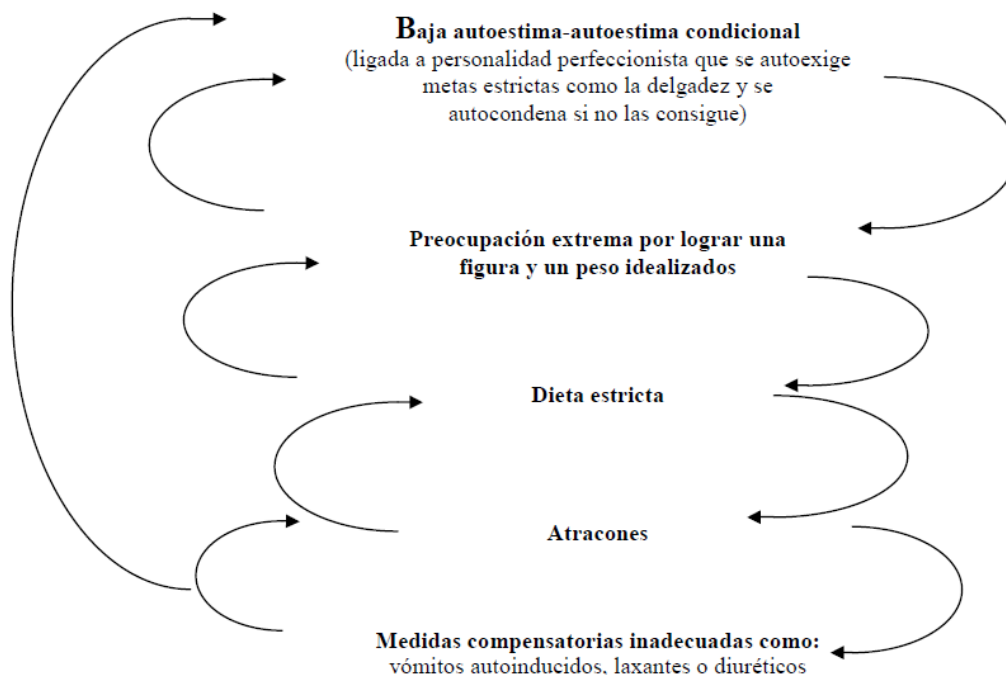 Baja autoestima-autoestima condicional
(ligada a personalidad perfeccionista que se autoexige
metas estrictas como la delgadez y se
autocondena si no las consigue)
Preocupación extrema por lograr una
figura y un peso idealizados
Dieta estricta
Atracones
Medidas compensatorias inadecuadas como:
vómitos autoinducidos, laxantes o diuréticos